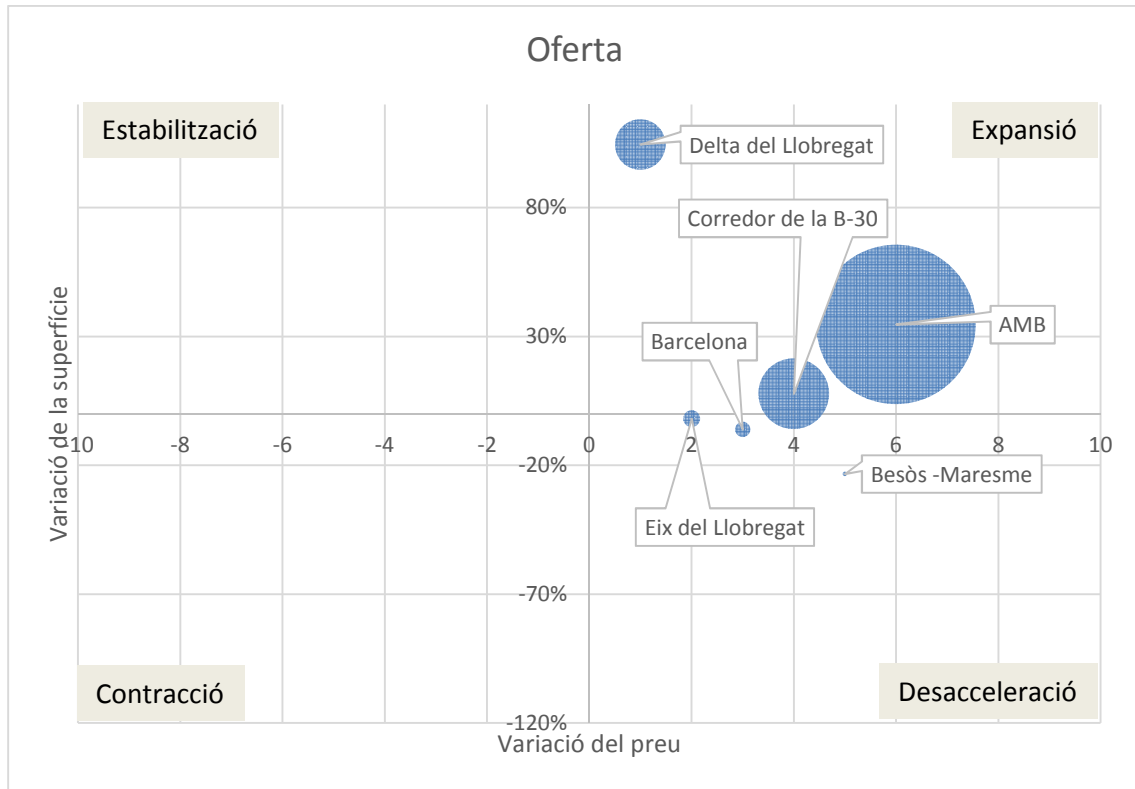 Oferta
Estabilització
Expansió
Delta del Llobregat
80%
Corredor de la B-30
Variació de la superfície
30%
Barcelona
AMB
-10 -8 -6 -4 -2 0 2 4 6 8 10
-20%
Besòs -Maresme
Eix del Llobregat
-70%
Contracció
Desacceleració
-120%
Variació del preu